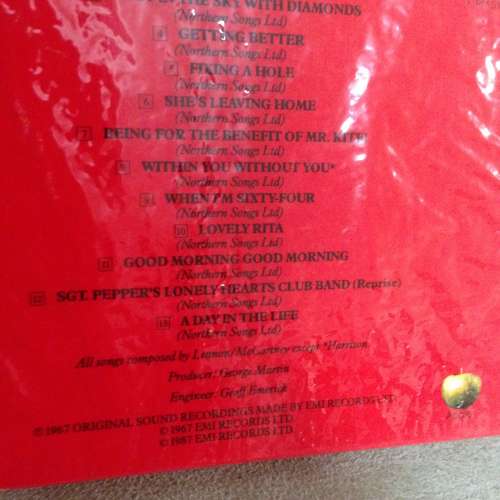 THE SKY WITH DIAMONDS
(Northern Songs Ltd)
4 GETTING BETTER
(Northern Songs Ltd)
5 FIXING A HOLE
(Northern Songs Ltd)
6 SHE'S LEAVING HOME
(Northern Songs Ltd)
7 BEING FOR THE BENEFIT OF MR. KITE!
(Northern Songs Ltd)
8 WITHIN YOU WITHOUT YOU*
(Northern Songs Ltd)
9 WHEN I'M SIXTY-FOUR
(Northern Songs Ltd)
10 LOVELY RITA
(Northern Songs Ltd)
11 GOOD MORNING GOOD MORNING
(Northern Songs Ltd)
12 SGT. PEPPER'S LONELY HEARTS CLUB BAND (Reprise)
(Northern Songs Ltd)
13 A DAY IN THE LIFE
(Northern Songs Ltd)
All songs composed by Lennon/McCartney except *Harrison
Producer: George Martin
Engineer: Geoff Emerick
℗ 1967 ORIGINAL SOUND RECORDINGS MADE BY EMI RECORDS LTD.
© 1967 EMI RECORDS LTD
© 1987 EMI RECORDS LTD